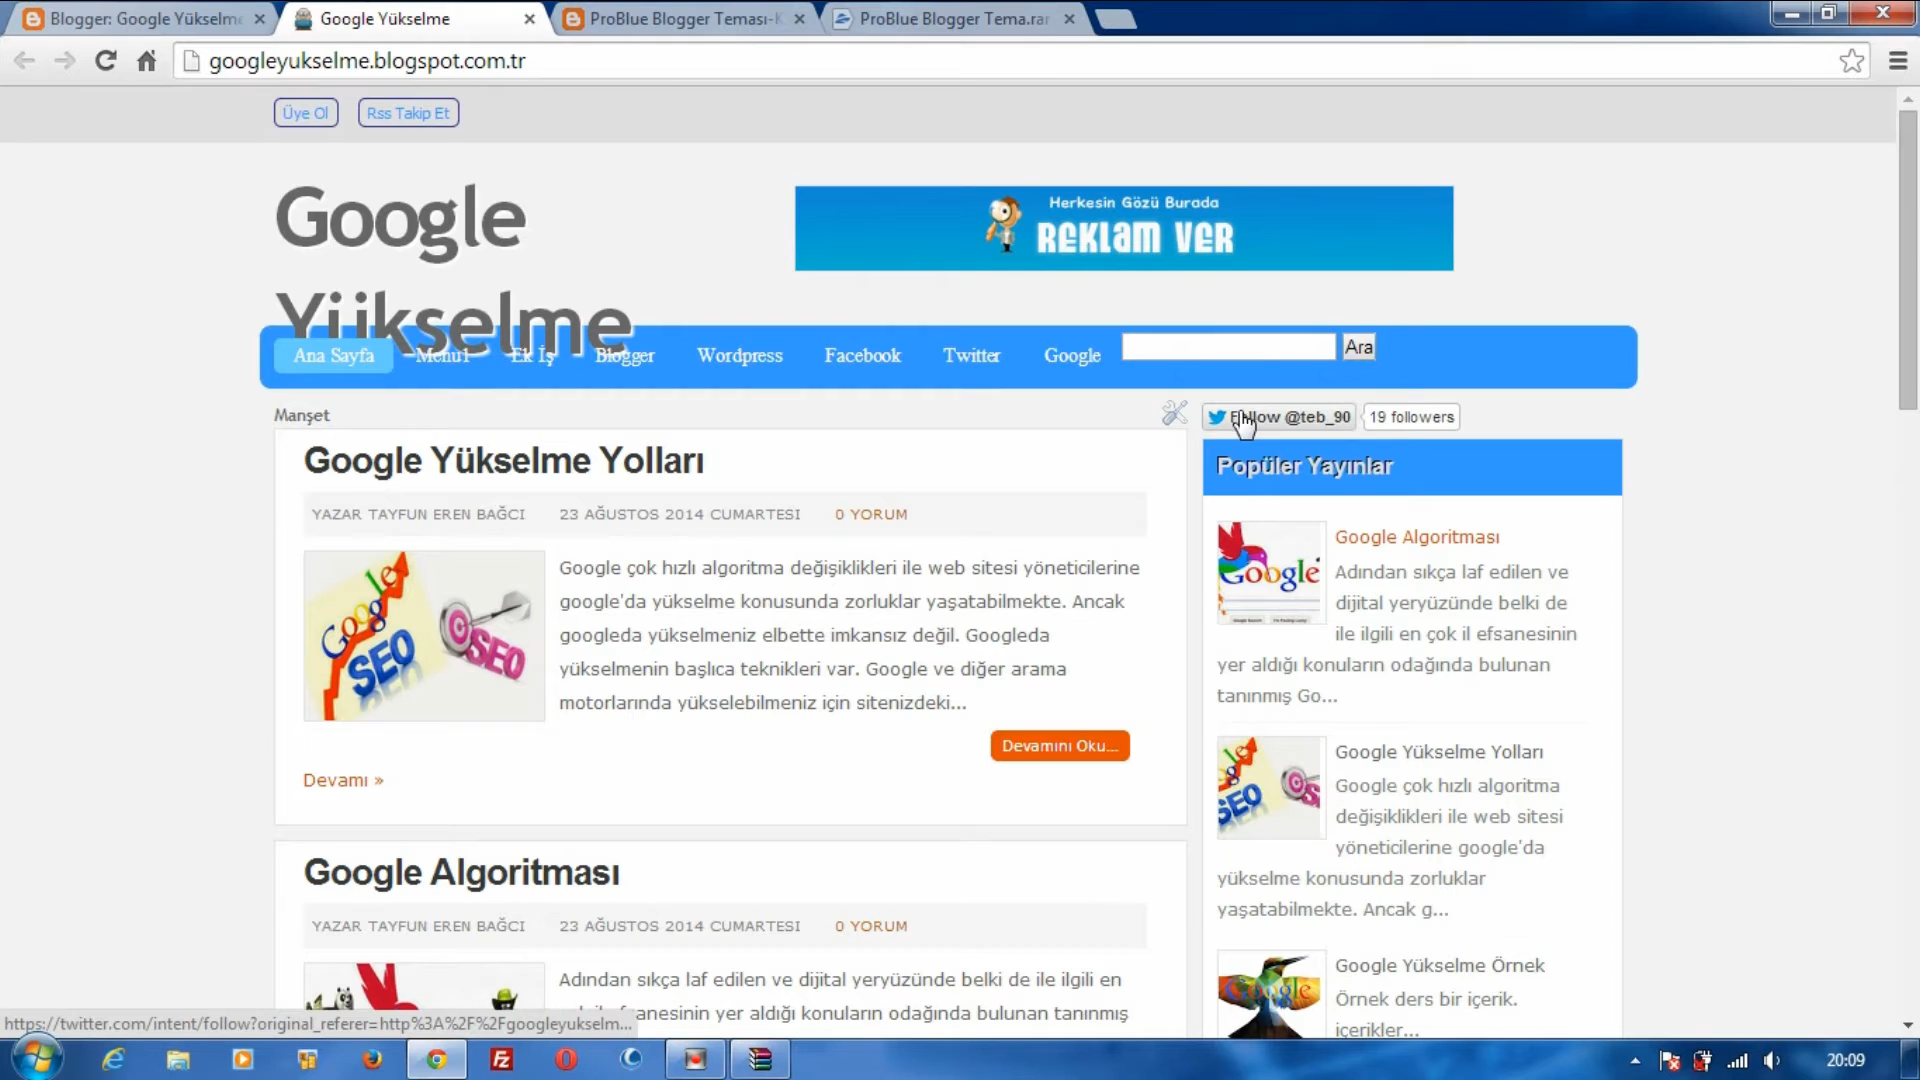 Blogger: Google Yükselme
Google Yükselme
ProBlue Blogger Teması-K
ProBlue Blogger Tema.rar
googleyukselme.blogspot.com.tr
Üye Ol
Rss Takip Et
Google
Yükselme
Herkesin Gözü Burada
REKLAM VER
Ana Sayfa
Menu1
Ek İş
Blogger
Wordpress
Facebook
Twitter
Google
Ara
Manşet
Follow @teb_90
19 followers
Google Yükselme Yolları
YAZAR TAYFUN EREN BAĞCI
23 AĞUSTOS 2014 CUMARTESI
0 YORUM
Google
SEO
SEO
Google çok hızlı algoritma değişiklikleri ile web sitesi yöneticilerine
google'da yükselme konusunda zorluklar yaşatabilmekte. Ancak
googleda yükselmeniz elbette imkansız değil. Googleda
yükselmenin başlıca teknikleri var. Google ve diğer arama
motorlarında yükselebilmeniz için sitenizdeki...
Devamını Oku...
Devamı »
Google Algoritması
YAZAR TAYFUN EREN BAĞCI
23 AĞUSTOS 2014 CUMARTESI
0 YORUM
Adından sıkça laf edilen ve dijital yeryüzünde belki de ile ilgili en
fsanesinin yer aldığı konuların odağında bulunan tanınmış
Popüler Yayınlar
Google
Google Algoritması
Adından sıkça laf edilen ve
dijital yeryüzünde belki de
ile ilgili en çok il efsanesinin
yer aldığı konuların odağında bulunan
tanınmış Go...
SEO
Google Yükselme Yolları
Google çok hızlı algoritma
değişiklikleri ile web sitesi
yöneticilerine google'da
yükselme konusunda zorluklar
yaşatabilmekte. Ancak g...
Google
Google Yükselme Örnek
Örnek ders bir içerik.
içerikler...
https://twitter.com/intent/follow?original_referer=http%3A%2F%2Fgoogleyukselm...
20:09